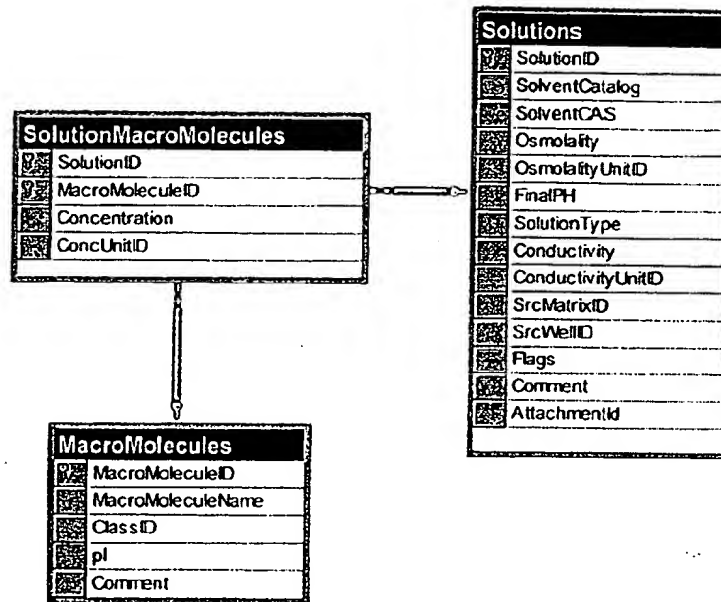 Solutions
SolutionID
SolventCatalog
SolventCAS
Osmolality
OsmolalityUnitID
FinalPH
SolutionType
Conductivity
ConductivityUnitID
SrcMatrixID
SrcWellID
Flags
Comment
AttachmentId
SolutionMacroMolecules
SolutionID
MacroMoleculeID
Concentration
ConcUnitID
MacroMolecules
MacroMoleculeID
MacroMoleculeName
ClassID
pI
Comment